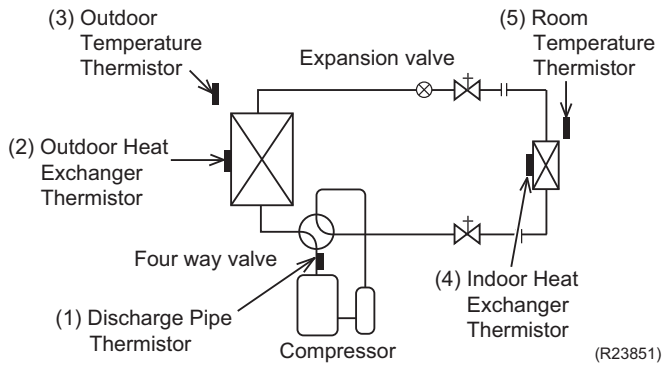 (3) Outdoor
Temperature
Thermistor
(5) Room
Temperature
Thermistor
Expansion valve
(2) Outdoor Heat
Exchanger
Thermistor
Four way valve
(1) Discharge Pipe
Thermistor
Compressor
(4) Indoor Heat
Exchanger
Thermistor
(R23851)